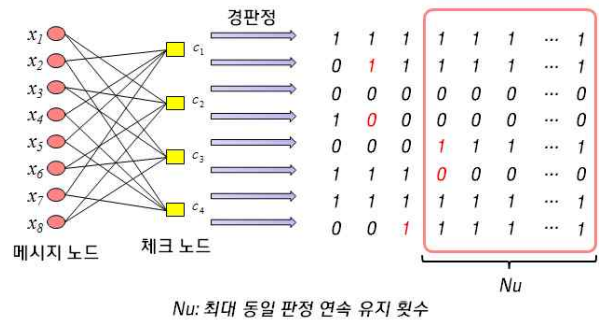 경판정
x1
x2
x3
x4
x5
x6
x7
x8
c1
c2
c3
c4
1 1 1 1 1 1 ... 1
0 1 1 1 1 1 ... 1
0 0 0 0 0 0 ... 0
1 0 0 0 0 0 ... 0
0 0 0 1 1 1 ... 1
1 1 1 0 0 0 ... 0
1 1 1 1 1 1 ... 1
0 0 1 1 1 1 ... 1
메시지 노드
체크 노드
Nu
Nu: 최대 동일 판정 연속 유지 횟수